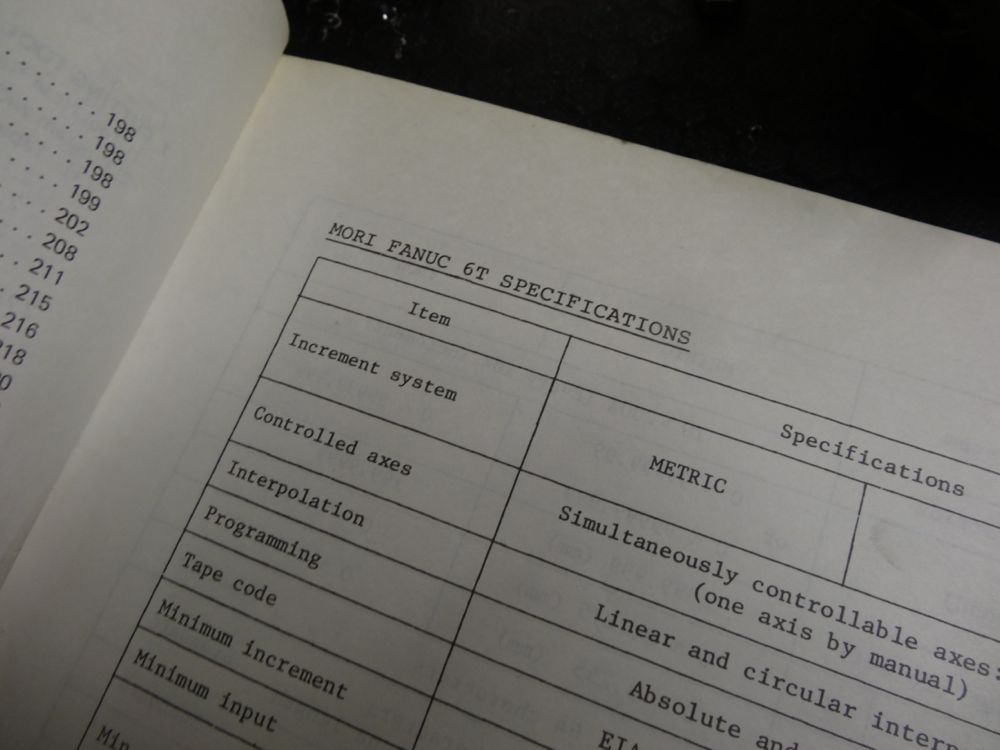 198
198
198
199
202
208
211
215
216
MORI FANUC 6T SPECIFICATIONS
Item
Specifications
Increment system
METRIC
Controlled axes
Simultaneously controllable axes:
(one axis by manual)
Interpolation
Linear and circular
Programming
Absolute and
Tape code
EIA
Minimum increment
Minimum input